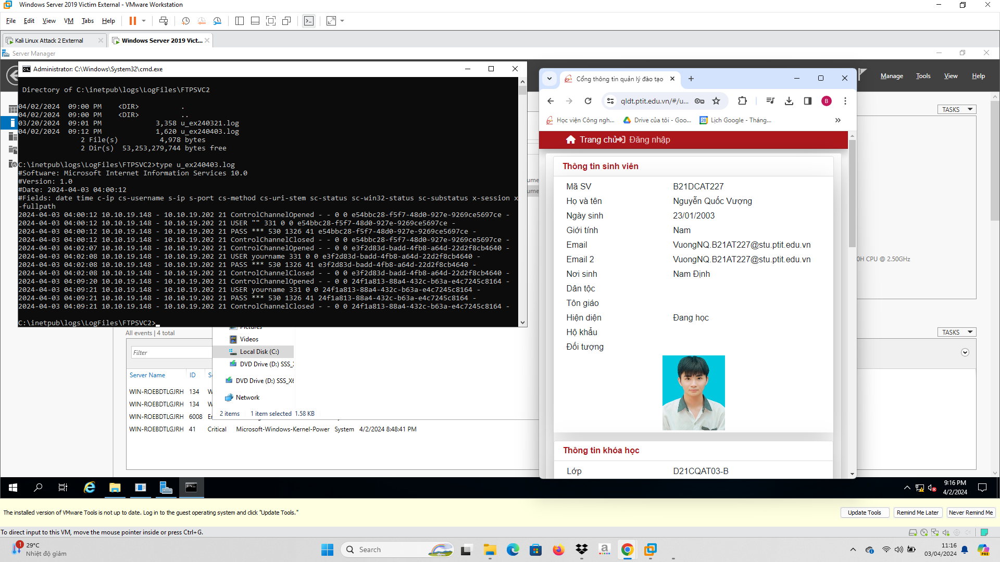 Windows Server 2019 Victim External - VMware Workstation
File Edit View VM Tabs Help
Kali Linux Attack 2 External
Windows Server 2019 Vict...
Server Manager
Manage Tools View Help
Administrator: C:\Windows\System32\cmd.exe
Directory of C:\inetpub\logs\LogFiles\FTPSVC2
04/02/2024  09:00 PM    <DIR>          .
04/02/2024  09:00 PM    <DIR>          ..
03/20/2024  09:01 PM             3,358 u_ex240321.log
04/02/2024  09:12 PM             1,620 u_ex240403.log
2 File(s)          4,978 bytes
2 Dir(s)  53,253,279,744 bytes free
C:\inetpub\logs\LogFiles\FTPSVC2>type u_ex240403.log
#Software: Microsoft Internet Information Services 10.0
#Version: 1.0
#Date: 2024-04-03 04:00:12
#Fields: date time c-ip cs-username s-ip s-port cs-method cs-uri-stem sc-status sc-win32-status sc-substatus x-session x
-fullpath
2024-04-03 04:00:12 10.10.19.148 - 10.10.19.202 21 ControlChannelOpened - - 0 0 e54bbc28-f5f7-48d0-927e-9269ce5697ce -
2024-04-03 04:00:12 10.10.19.148 - 10.10.19.202 21 USER "" 331 0 0 e54bbc28-f5f7-48d0-927e-9269ce5697ce -
2024-04-03 04:00:12 10.10.19.148 - 10.10.19.202 21 PASS *** 530 1326 41 e54bbc28-f5f7-48d0-927e-9269ce5697ce -
2024-04-03 04:00:12 10.10.19.148 - 10.10.19.202 21 ControlChannelClosed - - 0 0 e54bbc28-f5f7-48d0-927e-9269ce5697ce -
2024-04-03 04:02:07 10.10.19.148 - 10.10.19.202 21 ControlChannelOpened - - 0 0 e3f2d83d-badd-4fb8-a64d-22d2f8cb4640 -
2024-04-03 04:02:08 10.10.19.148 - 10.10.19.202 21 USER yourname 331 0 0 e3f2d83d-badd-4fb8-a64d-22d2f8cb4640 -
2024-04-03 04:02:08 10.10.19.148 - 10.10.19.202 21 PASS *** 530 1326 41 e3f2d83d-badd-4fb8-a64d-22d2f8cb4640 -
2024-04-03 04:02:08 10.10.19.148 - 10.10.19.202 21 ControlChannelClosed - - 0 0 e3f2d83d-badd-4fb8-a64d-22d2f8cb4640 -
2024-04-03 04:09:20 10.10.19.148 - 10.10.19.202 21 ControlChannelOpened - - 0 0 24f1a813-88a4-432c-b63a-e4c7245c8164 -
2024-04-03 04:09:21 10.10.19.148 - 10.10.19.202 21 USER yourname 331 0 0 24f1a813-88a4-432c-b63a-e4c7245c8164 -
2024-04-03 04:09:21 10.10.19.148 - 10.10.19.202 21 PASS *** 530 1326 41 24f1a813-88a4-432c-b63a-e4c7245c8164 -
2024-04-03 04:09:21 10.10.19.148 - 10.10.19.202 21 ControlChannelClosed - - 0 0 24f1a813-88a4-432c-b63a-e4c7245c8164 -
C:\inetpub\logs\LogFiles\FTPSVC2>
Cổng thông tin quản lý đào tạo
qldt.ptit.edu.vn/#/u...
B
Học viện Công ngh...
Drive của tôi - Goo...
28 Lịch Google - Tháng...
»
Trang chủ Đăng nhập
Thông tin sinh viên
Mã SV B21DCAT227
Họ và tên Nguyễn Quốc Vượng
Ngày sinh 23/01/2003
Giới tính Nam
Email VuongNQ.B21AT227@stu.ptit.edu.vn
Email 2 VuongNQ.B21AT227@stu.ptit.edu.vn
Nơi sinh Nam Định
Dân tộc
Tôn giáo
Hiện diện Đang học
Hộ khẩu
Đối tượng
Thông tin khóa học
Lớp D21CQAT03-B
TASKS
0H CPU @ 2.50GHz
TASKS
All events | 4 total
Filter
Server Name ID
WIN-ROEBDTLGJRH 134 W
WIN-ROEBDTLGJRH 134 W
WIN-ROEBDTLGJRH 6008
WIN-ROEBDTLGJRH 41 Critical Microsoft-Windows-Kernel-Power System 4/2/2024 8:48:41 PM
Pictures
Videos
Local Disk (C:)
DVD Drive (D:) SSS_
DVD Drive (D:) SSS_X6
Network
2 items 1 item selected 1.58 KB
9:16 PM
4/2/2024
The installed version of VMware Tools is not up to date. Log in to the guest operating system and click "Update Tools."
Update Tools
Remind Me Later
Never Remind Me
To direct input to this VM, move the mouse pointer inside or press Ctrl+G.
1
29°C
Nhiệt độ giảm
Search
11:16
03/04/2024
PRE